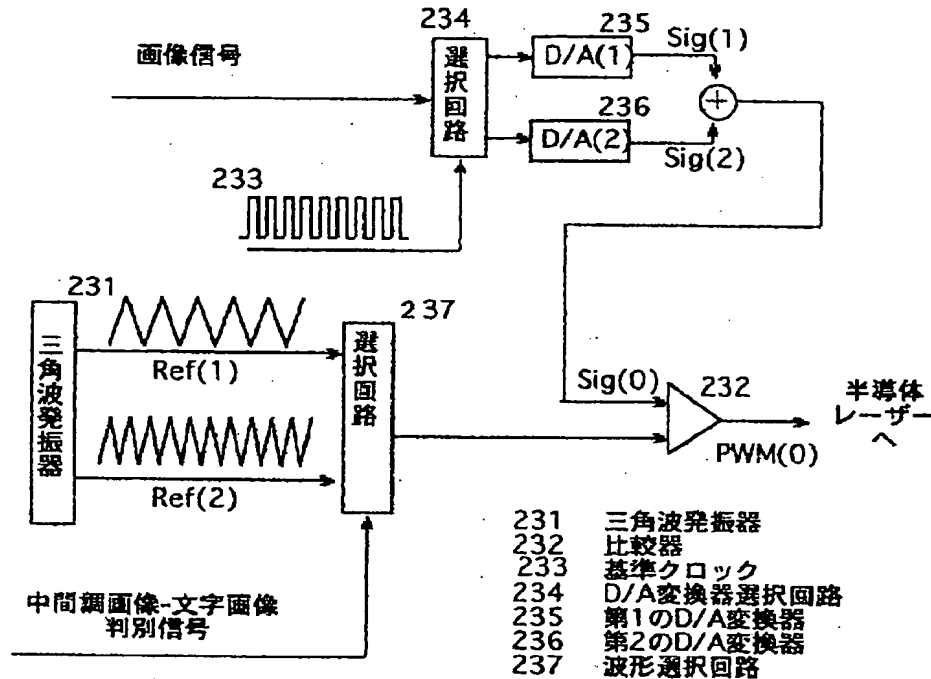 画像信号
234
選択回路
235
D/A(1)
Sig(1)
236
D/A(2)
Sig(2)
233
231
三角波発振器
Ref(1)
Ref(2)
237
選択回路
Sig(0)
232
PWM(0)
半導体
レーザー
へ
中間調画像-文字画像
判別信号
231 三角波発振器
232 比較器
233 基準クロック
234 D/A変換器選択回路
235 第1のD/A変換器
236 第2のD/A変換器
237 波形選択回路